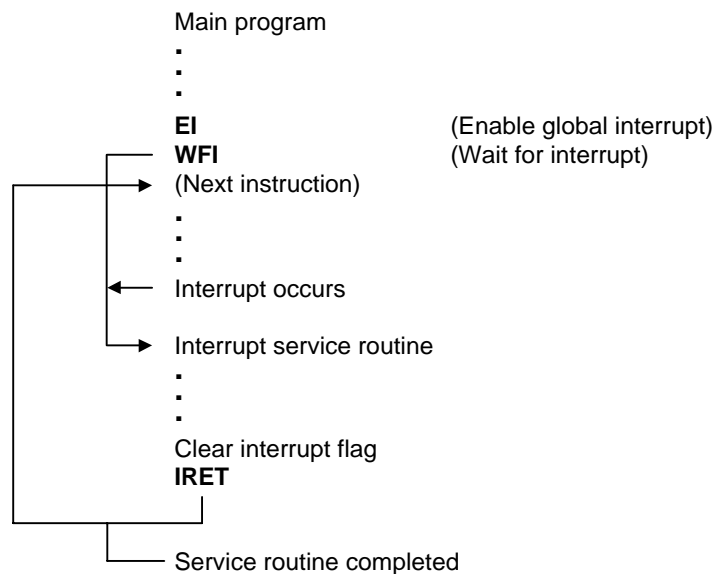 Main program
EI (Enable global interrupt)
WFI (Wait for interrupt)
(Next instruction)
Interrupt occurs
Interrupt service routine
Clear interrupt flag
IRET
Service routine completed